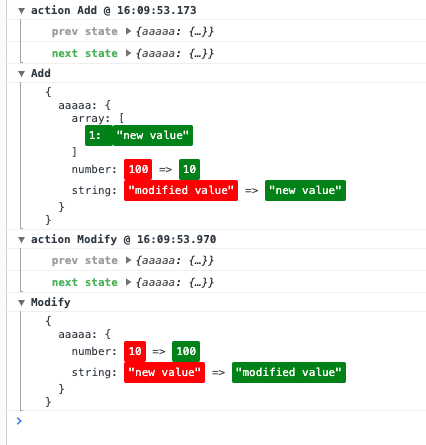 ▼ action Add @ 16:09:53.173
prev state ▶ {aaaaa: {…}}
next state ▶ {aaaaa: {…}}
▼ Add
{
aaaaa: {
array: [
1: "new value"
]
number: 100 => 10
string: "modified value" => "new value"
}
}
▼ action Modify @ 16:09:53.970
prev state ▶ {aaaaa: {…}}
next state ▶ {aaaaa: {…}}
▼ Modify
{
aaaaa: {
number: 10 => 100
string: "new value" => "modified value"
}
}
>